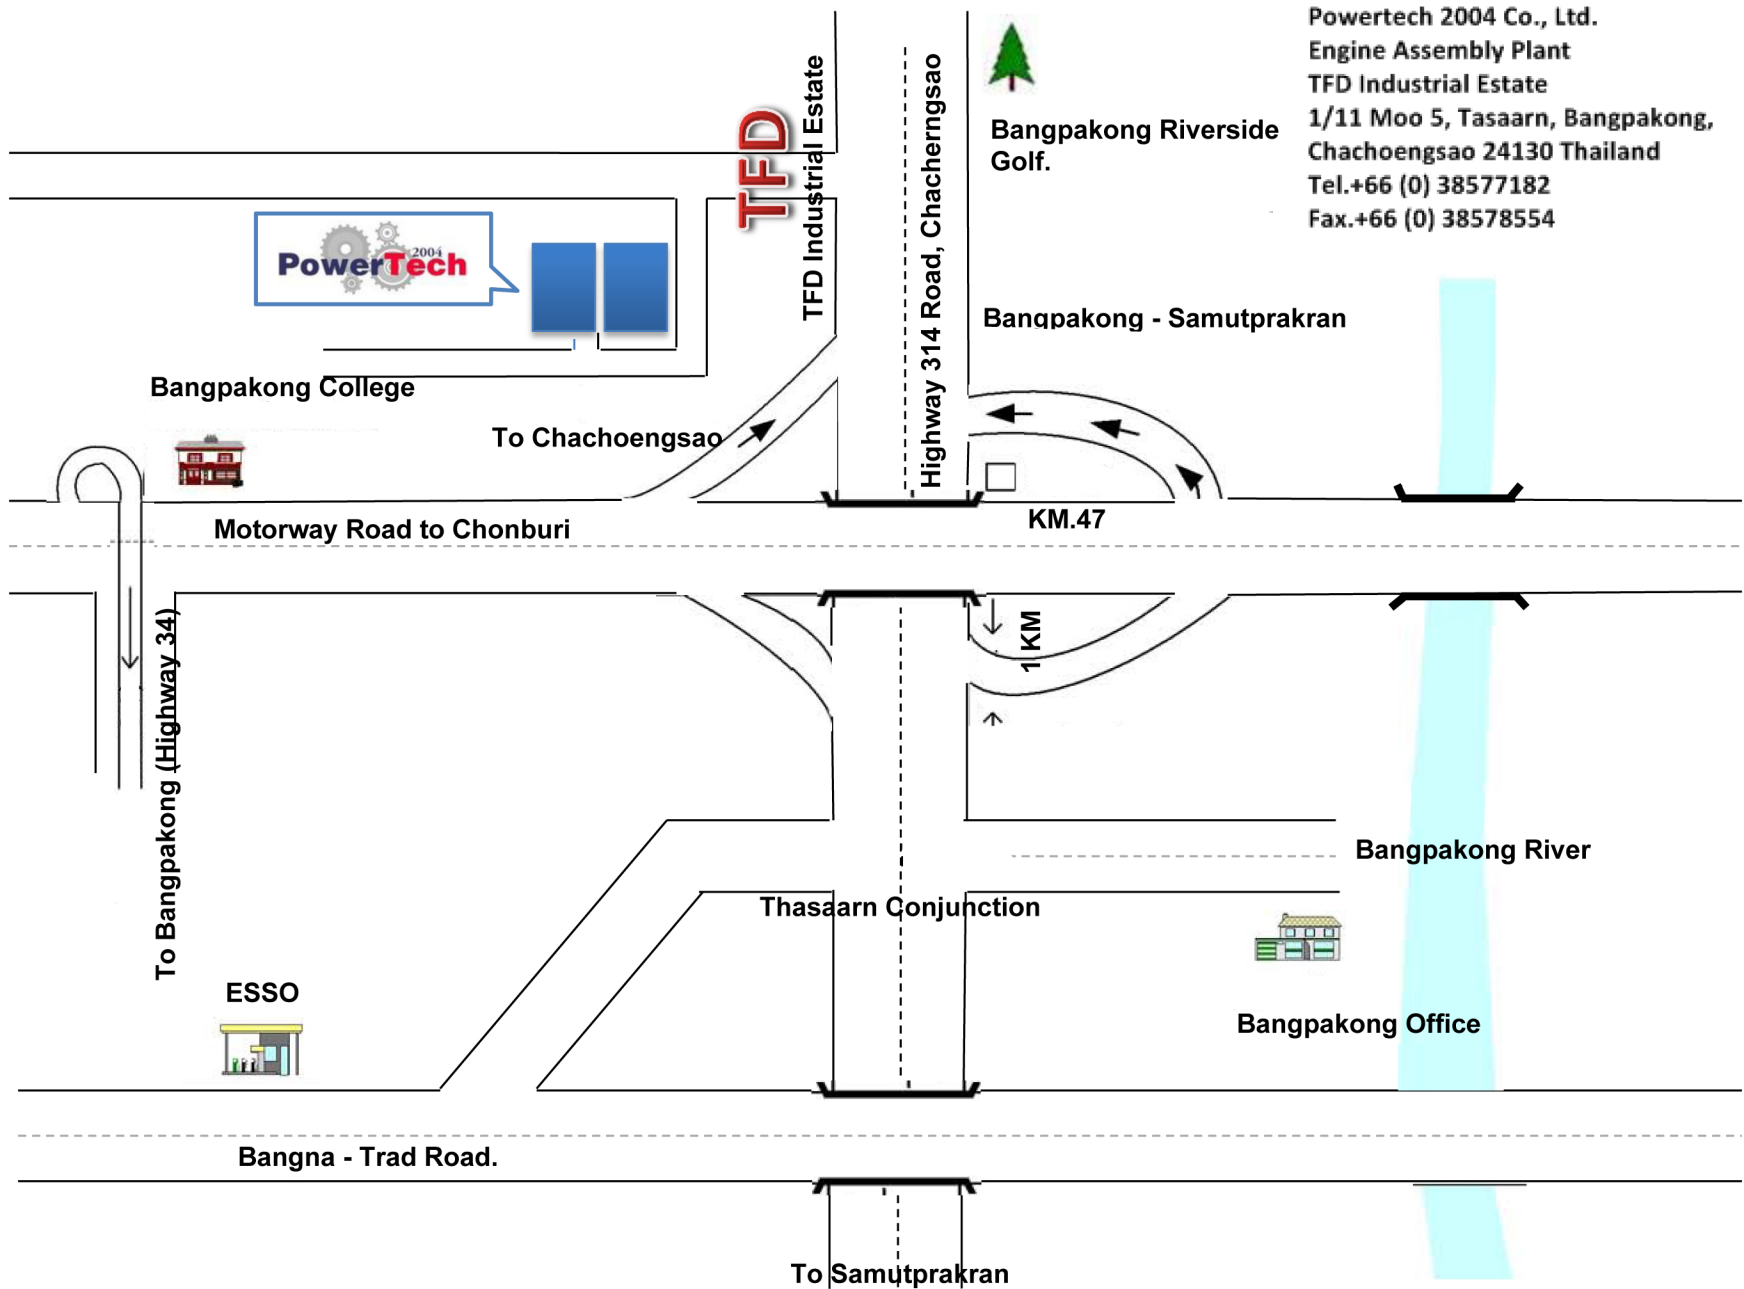 Powertech 2004 Co., Ltd.
Engine Assembly Plant
TFD Industrial Estate
1/11 Moo 5, Tasaarn, Bangpakong,
Chachoengsao 24130 Thailand
Tel.+66 (0) 38577182
Fax.+66 (0) 38578554
TFD
TFD Industrial Estate
Highway 314 Road, Chacherngsao
Bangpakong Riverside
Golf.
2004
PowerTech
Bangpakong - Samutprakran
Bangpakong College
To Chachoengsao
Motorway Road to Chonburi
KM.47
1 KM
To Bangpakong (Highway 34)
Bangpakong River
Thasaarn Conjunction
ESSO
Bangpakong Office
Bangna - Trad Road.
To Samutprakran